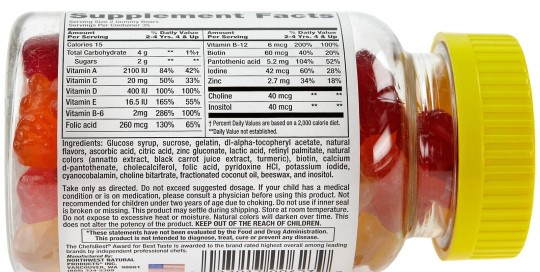 Supplement Facts
Serving Size 2 Gummy Bears
Servings Per Container
Amount Per Serving % Daily Value 2-4 Yrs. 4 & Up
Calories 15
Total Carbohydrate 4 g ** 1%†
Sugars 2 g ** **
Vitamin A 2100 IU 84% 42%
Vitamin C 20 mg 50% 33%
Vitamin D 400 IU 100% 100%
Vitamin E 16.5 IU 165% 55%
Vitamin B-6 2mg 286% 100%
Folic acid 260 mcg 130% 65%
Amount Per Serving % Daily Value 2-4 Yrs. 4 & Up
Vitamin B-12 6 mcg 200% 100%
Biotin 60 mcg 40% 20%
Pantothenic acid 5.2 mg 104% 52%
Iodine 42 mcg 60% 28%
Zinc 2.7 mg 34% 18%
Choline 40 mcg ** **
Inositol 40 mcg ** **
† Percent Daily Values are based on a 2,000 calorie diet.
**Daily Value not established.
Ingredients: Glucose syrup, sucrose, gelatin, dl-alpha-tocopheryl acetate, natural
flavors, ascorbic acid, citric acid, zinc gluconate, lactic acid, retinyl palmitate, natural
colors (annatto extract, black carrot juice extract, turmeric), biotin, calcium
d-pantothenate, cholecalciferol, folic acid, pyridoxine HCl, potassium iodide,
cyanocobalamin, choline bitartrate, fractionated coconut oil, beeswax, and inositol.
Take only as directed. Do not exceed suggested dosage. If your child has a medical
condition or is on medication, please consult a physician before using this product. Not
recommended for children under two years of age due to choking. Do not use if inner seal
is broken or missing. This product may settle during shipping. Store at room temperature.
Do not expose to excessive heat or moisture. Natural colors will darken over time. This
does not alter the potency of the product. KEEP OUT OF THE REACH OF CHILDREN.
*These statements have not been evaluated by the Food and Drug Administration.
This product is not intended to diagnose, treat, cure or prevent any disease.
The ChefsBest® Award for Best Taste is awarded to the brand rated highest overall among leading
brands by independent professional chefs.
Manufactured By:
NORTHWEST NATURAL
PRODUCTS® INC.
VANCOUVER, WA 98661